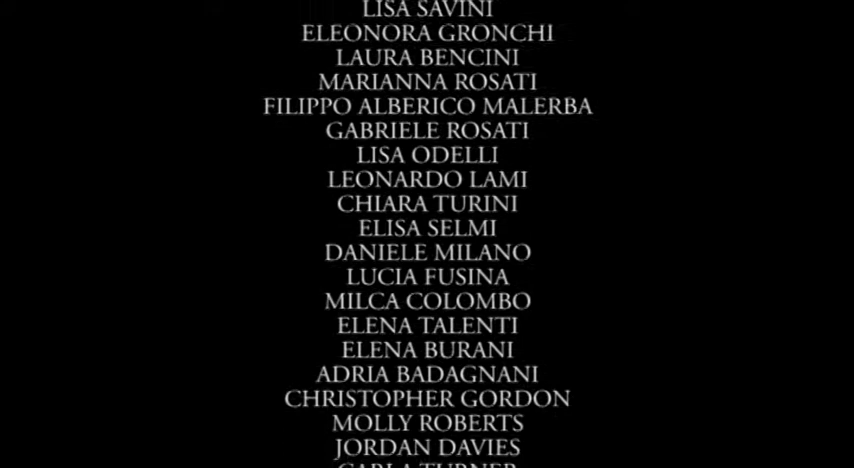 LISA SAVINI
ELEONORA GRONCHI
LAURA BENCINI
MARIANNA ROSATI
FILIPPO ALBERICO MALERBA
GABRIELE ROSATI
LISA ODELLI
LEONARDO LAMI
CHIARA TURINI
ELISA SELMI
DANIELE MILANO
LUCIA FUSINA
MILCA COLOMBO
ELENA TALENTI
ELENA BURANI
ADRIA BADAGNANI
CHRISTOPHER GORDON
MOLLY ROBERTS
JORDAN DAVIES
CARLA TURNER